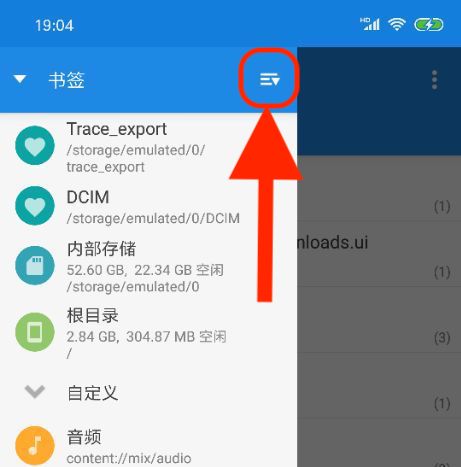 19:04
HD
书签
Trace_export
/storage/emulated/0/
trace_export
(1)
DCIM
/storage/emulated/0/DCIM
内部存储
nloads.ui
52.60 GB, 22.34 GB 空闲
(1)
/storage/emulated/0
根目录
2.84 GB, 304.87 MB 空闲
(3)
/
自定义
(1)
音频
content://mix/audio